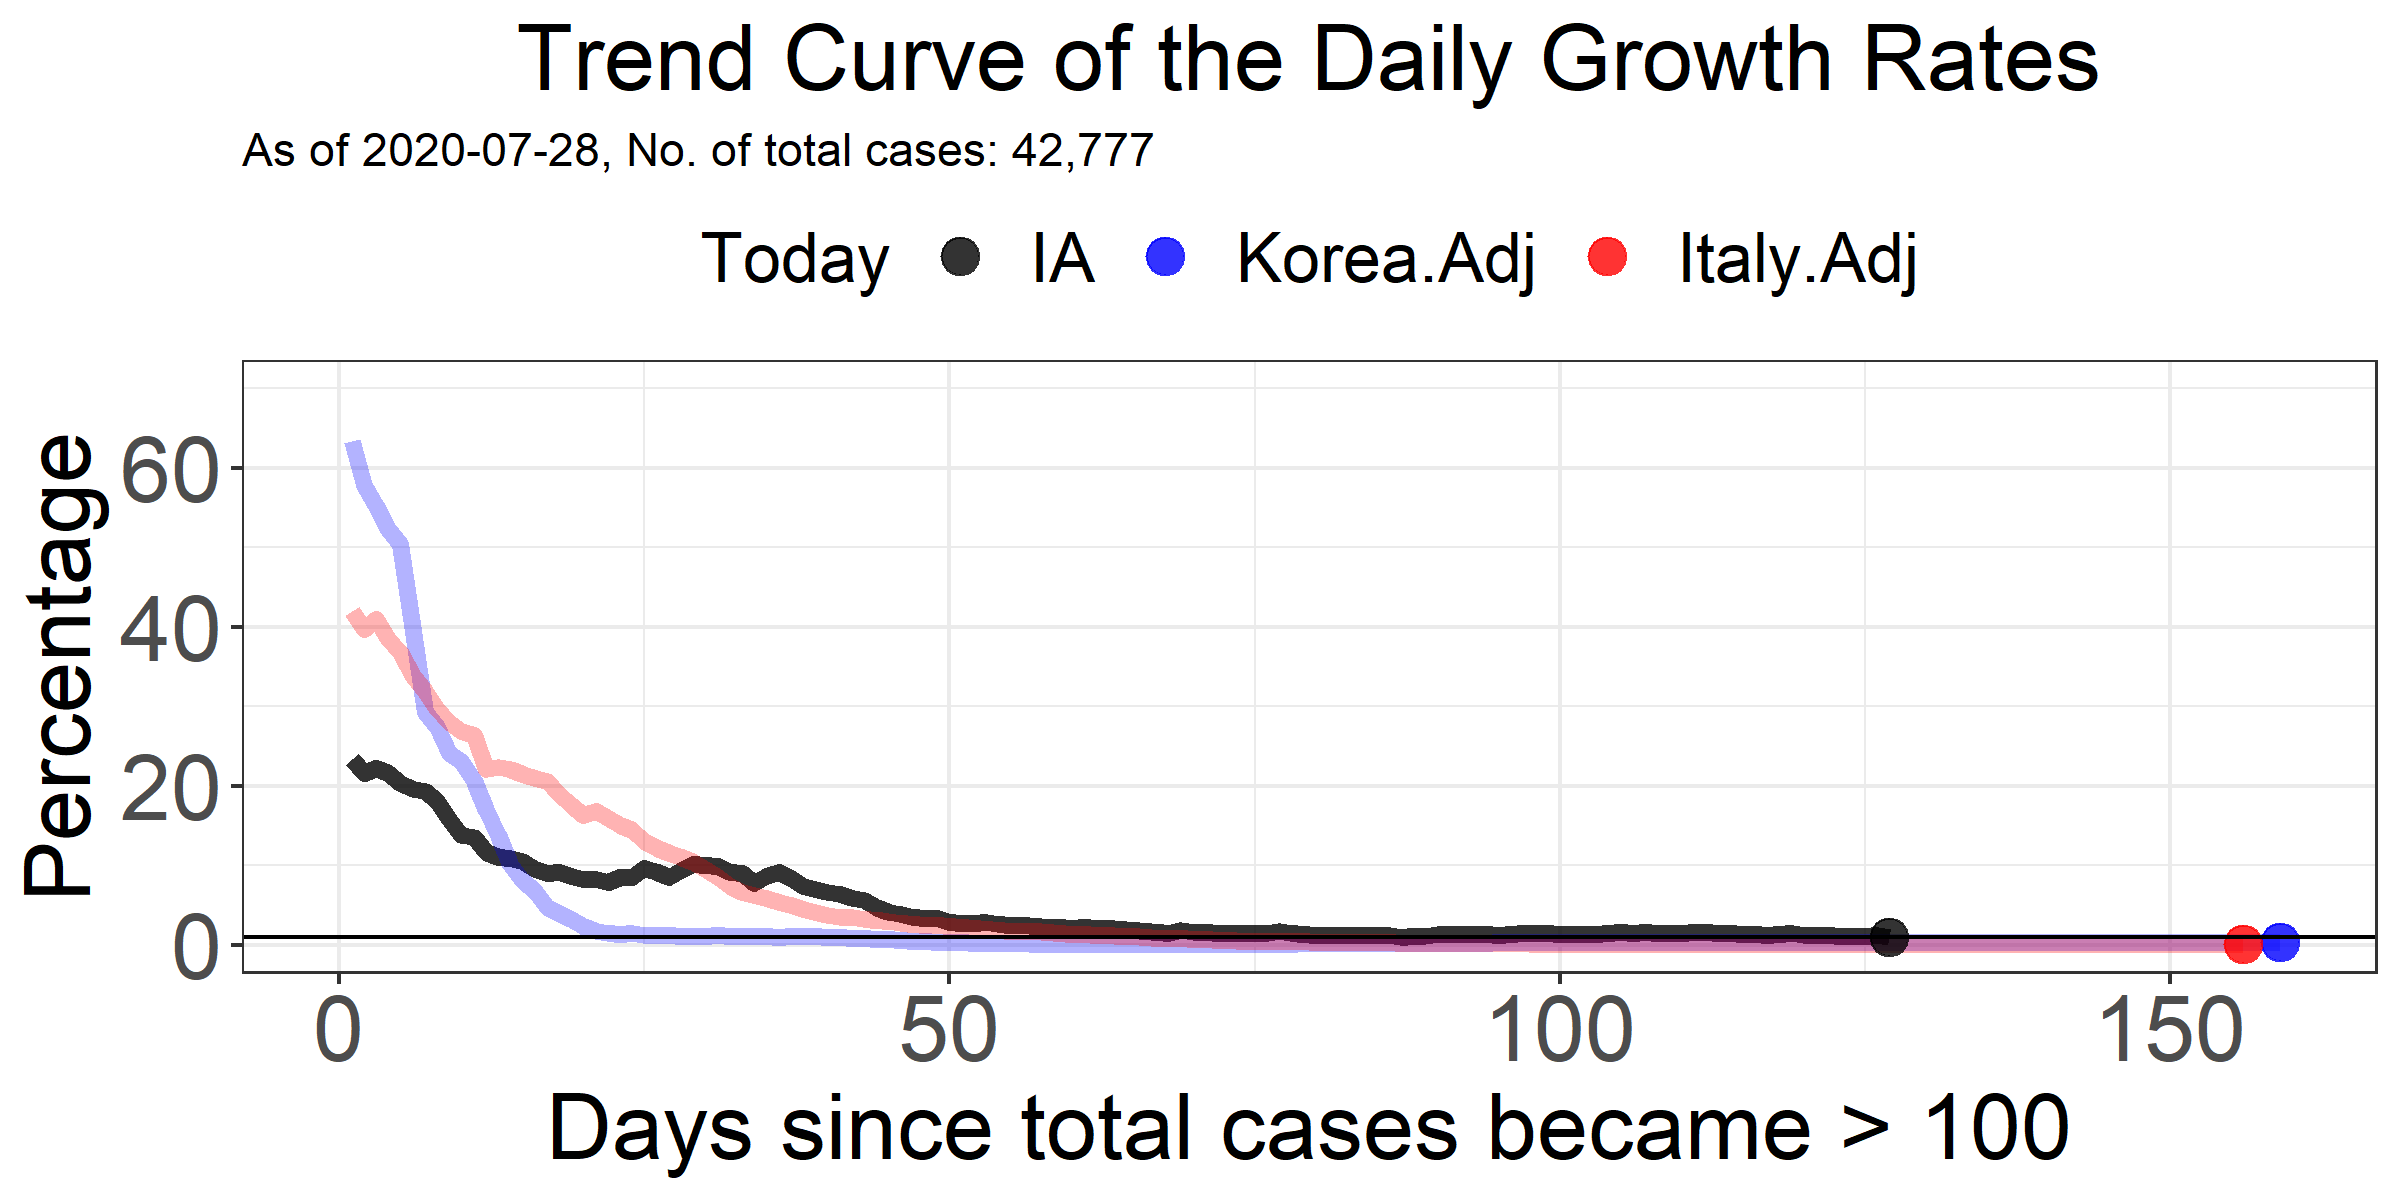 Trend Curve of the Daily Growth Rates
As of 2020-07-28, No. of total cases: 42,777
Today IA Korea.Adj Italy.Adj
Percentage
60
40
20
0
0 50 100 150
Days since total cases became > 100